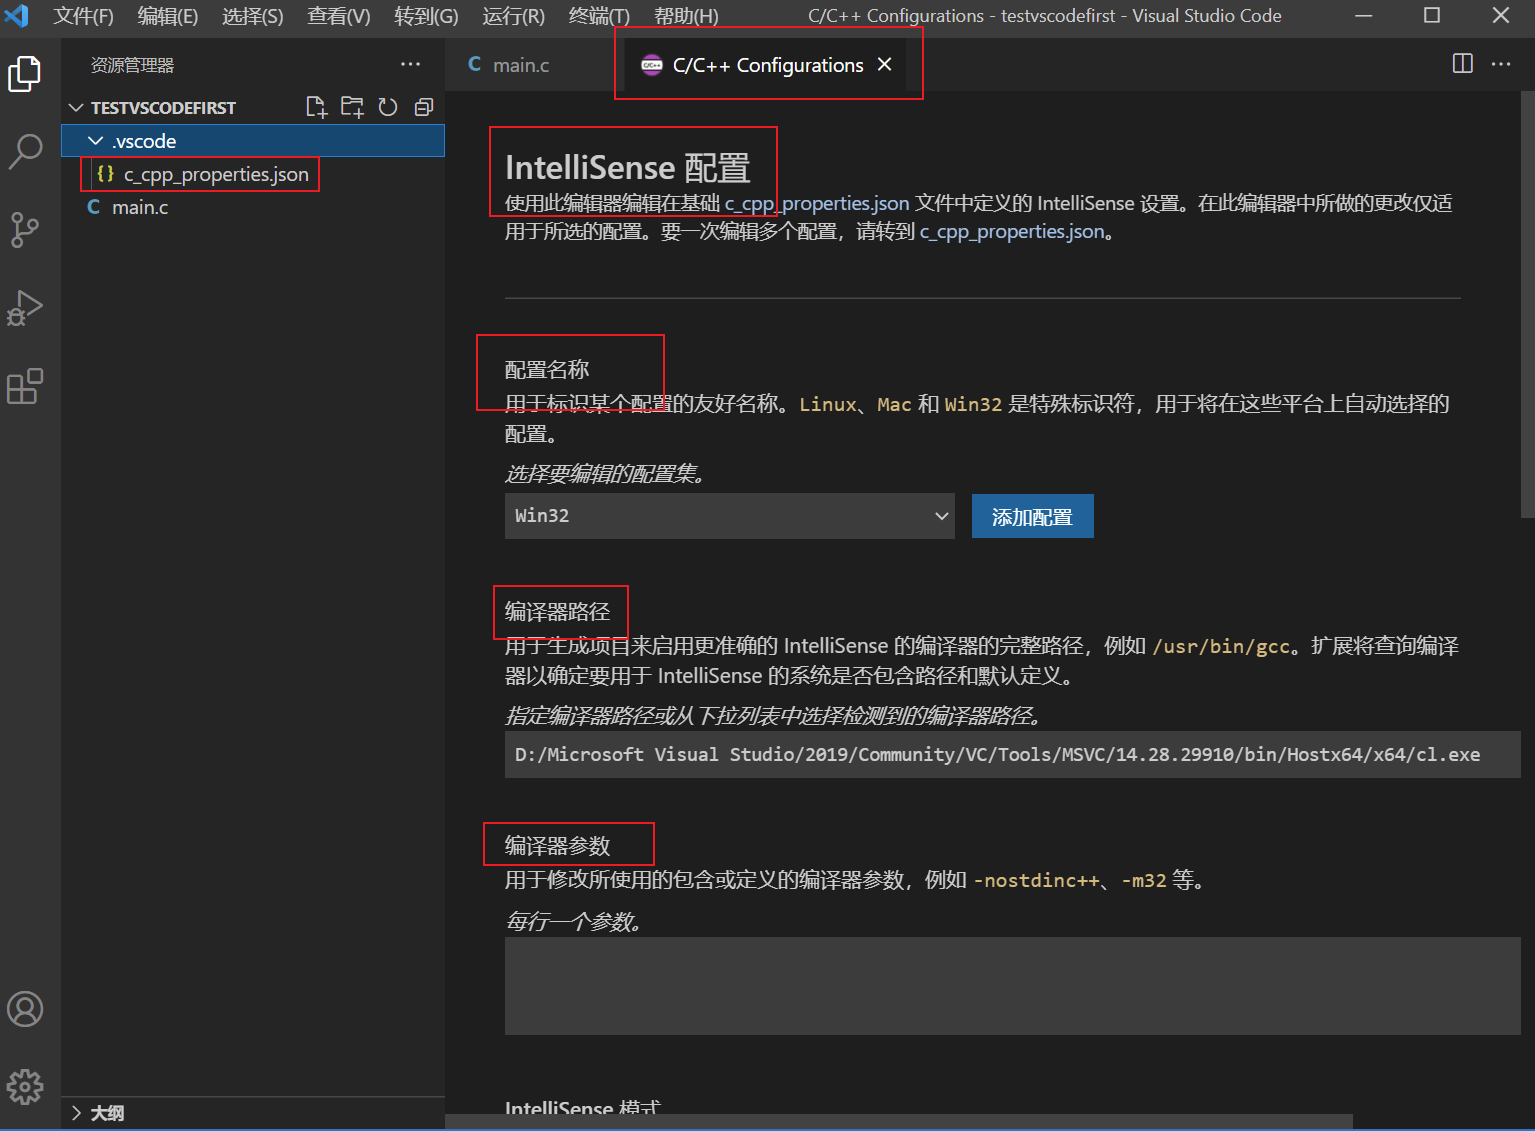 文件(F) 编辑(E) 选择(S) 查看(V) 转到(G) 运行(R) 终端(T) 帮助(H) C/C++ Configurations - testvscodefirst - Visual Studio Code
资源管理器
TESTVSCODEFIRST
.vscode
{} c_cpp_properties.json
C main.c
大纲
C main.c
C/C++ C/C++ Configurations
IntelliSense 配置
使用此编辑器编辑在基础 c_cpp_properties.json 文件中定义的 IntelliSense 设置。在此编辑器中所做的更改仅适
用于所选的配置。要一次编辑多个配置，请转到 c_cpp_properties.json。
配置名称
用于标识某个配置的友好名称。Linux、Mac 和 Win32 是特殊标识符，用于将在这些平台上自动选择的
配置。
选择要编辑的配置集。
Win32 添加配置
编译器路径
用于生成项目来启用更准确的 IntelliSense 的编译器的完整路径，例如 /usr/bin/gcc。扩展将查询编译
器以确定要用于 IntelliSense 的系统是否包含路径和默认定义。
指定编译器路径或从下拉列表中选择检测到的编译器路径。
D:/Microsoft Visual Studio/2019/Community/VC/Tools/MSVC/14.28.29910/bin/Hostx64/x64/cl.exe
编译器参数
用于修改所使用的包含或定义的编译器参数，例如 -nostdinc++、-m32 等。
每行一个参数。
IntelliSense 模式